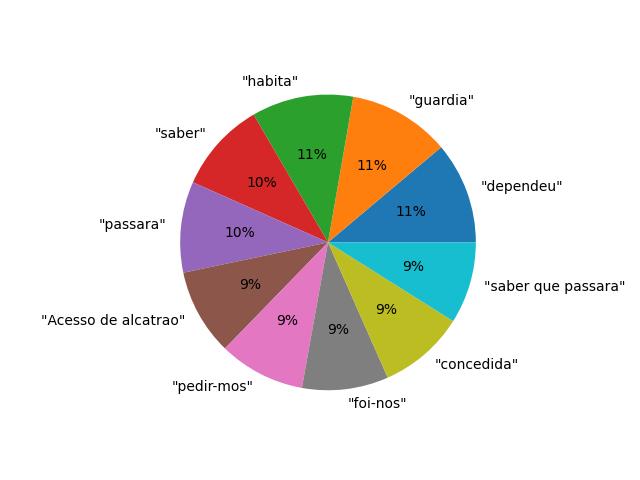 "habita"
"guardia"
"saber"
11%
11%
10%
"dependeu"
11%
"passara"
10%
9%
"saber que passara"
9%
"Acesso de alcatrao"
9%
9%
9%
"concedida"
"pedir-mos"
"foi-nos"